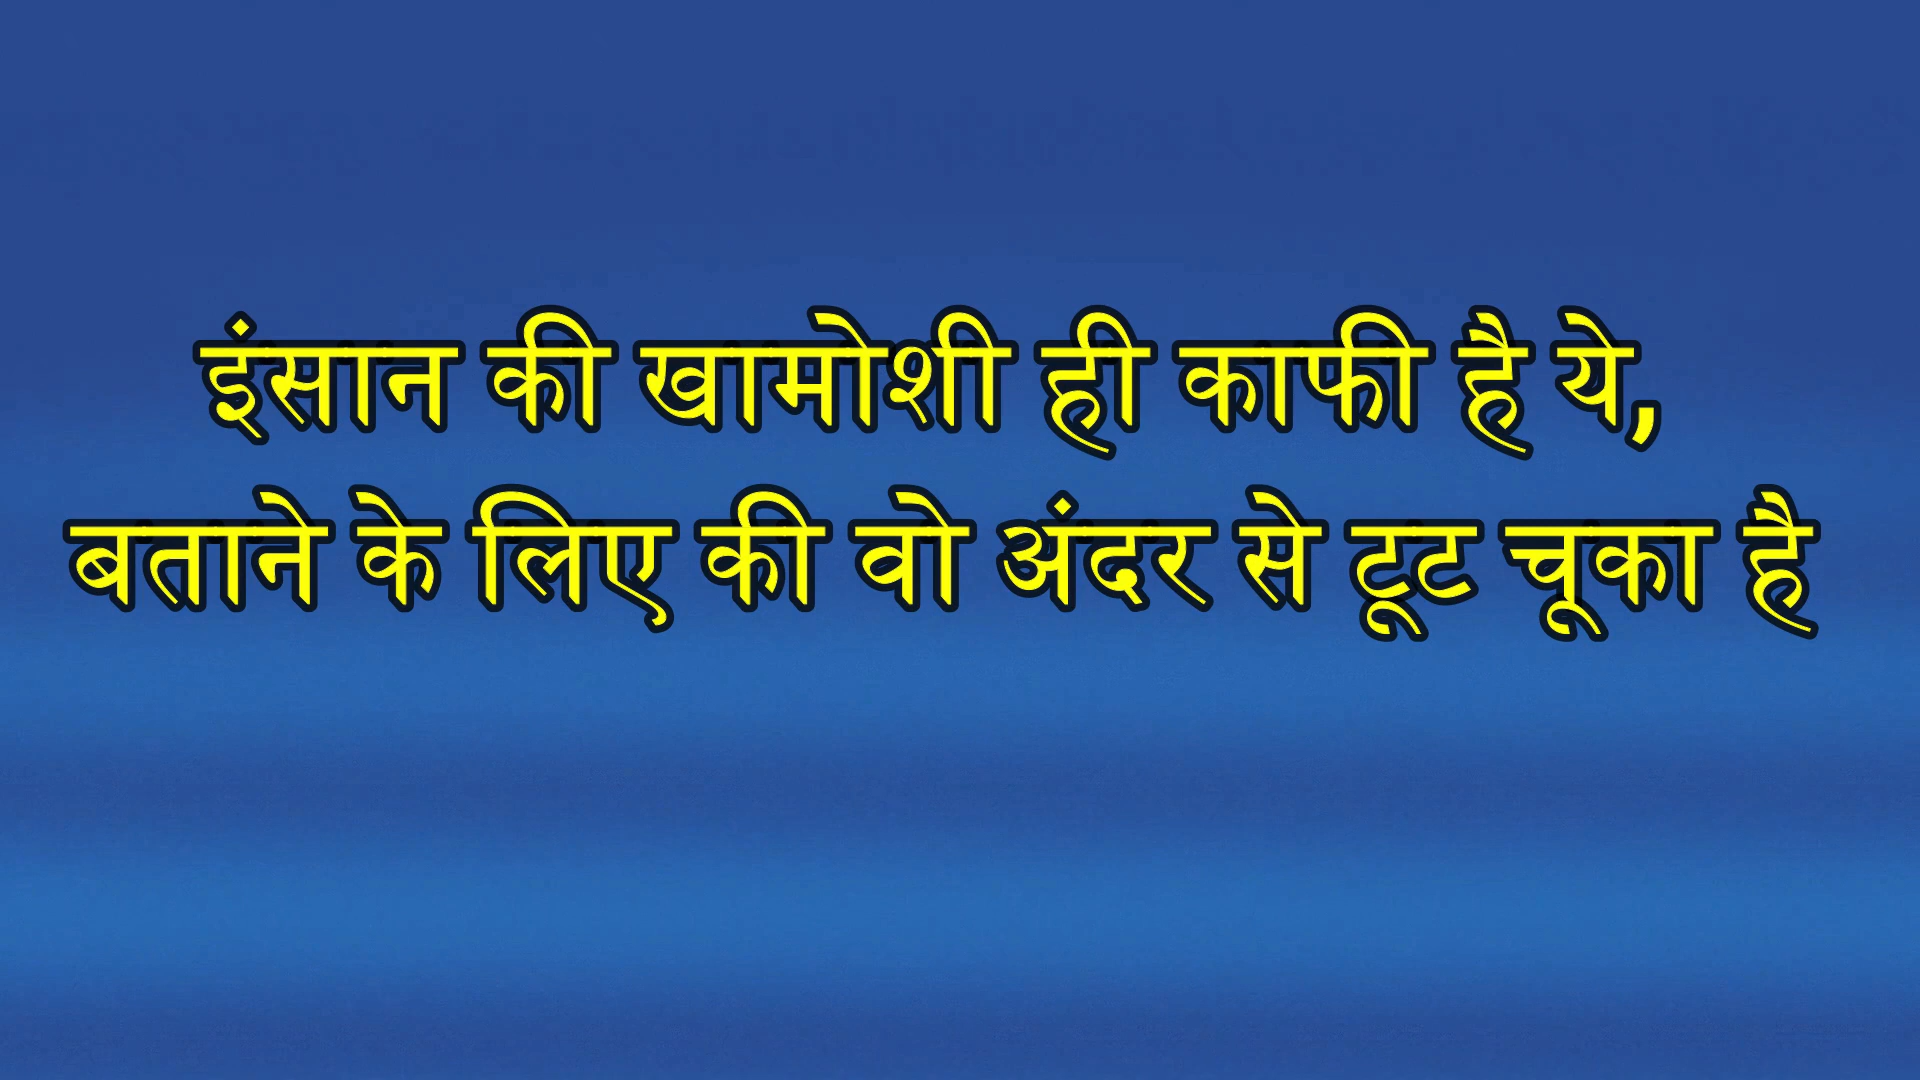 इंसान की खामोशी ही काफी है ये,
बताने के लिए की वो अंदर से टूट चूका है